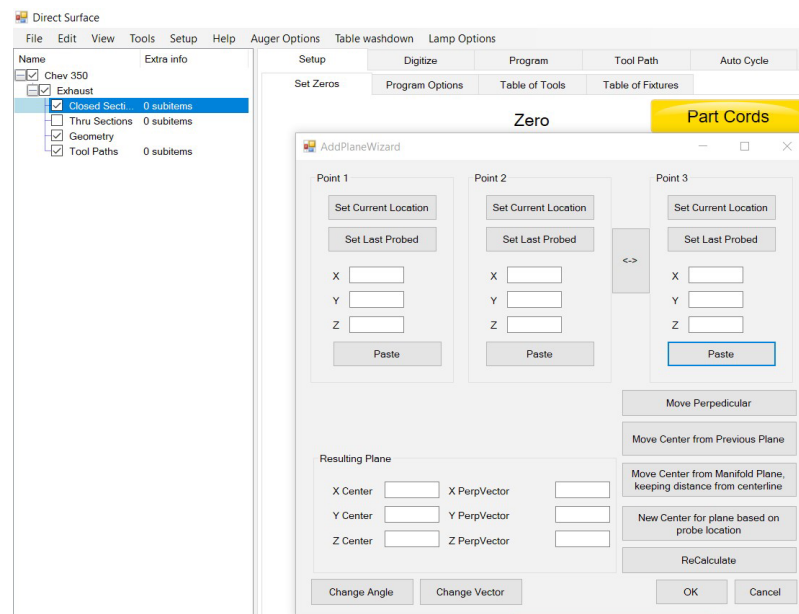 Direct Surface
File Edit View Tools Setup Help Auger Options Table washdown Lamp Options
Name Extra info
Chev 350
Exhaust
Closed Secti... 0 subitems
Thru Sections 0 subitems
Geometry
Tool Paths 0 subitems
Setup Digitize Program Tool Path Auto Cycle
Set Zeros Program Options Table of Tools Table of Fixtures
Zero Part Cords
AddPlaneWizard
Point 1 Point 2 Point 3
Set Current Location Set Current Location Set Current Location
Set Last Probed Set Last Probed Set Last Probed
<->
X X X
Y Y Y
Z Z Z
Paste Paste Paste
Move Perpedicular
Move Center from Previous Plane
Move Center from Manifold Plane,
keeping distance from centerline
New Center for plane based on
probe location
ReCalculate
Resulting Plane
X Center X PerpVector
Y Center Y PerpVector
Z Center Z PerpVector
Change Angle Change Vector OK Cancel